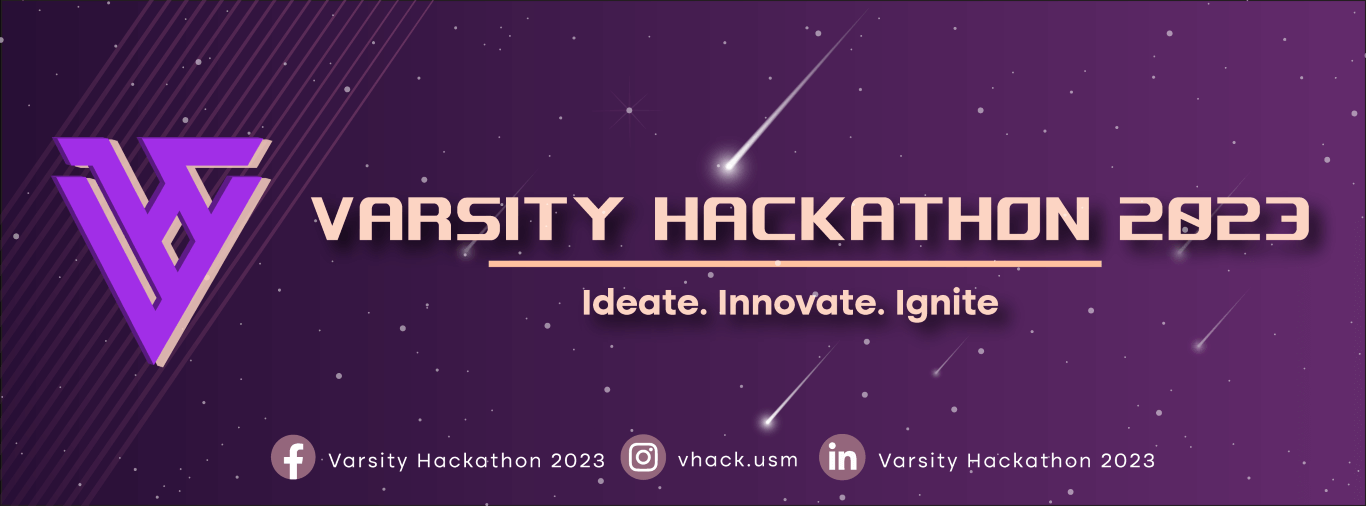 VARSITY HACKATHON 2023
Ideate. Innovate. Ignite
Varsity Hackathon 2023 vhack.usm Varsity Hackathon 2023